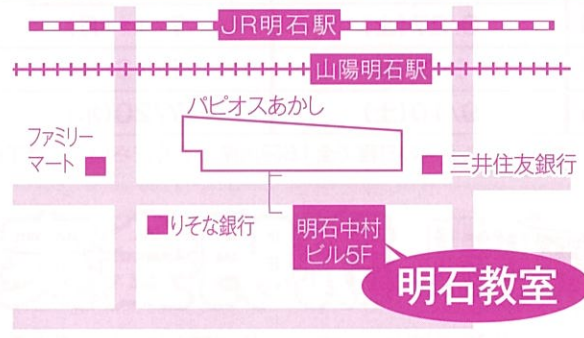 JR明石駅
山陽明石駅
パピオスあかし
ファミリー
マート
三井住友銀行
りそな銀行
明石中村
ビル5F
明石教室